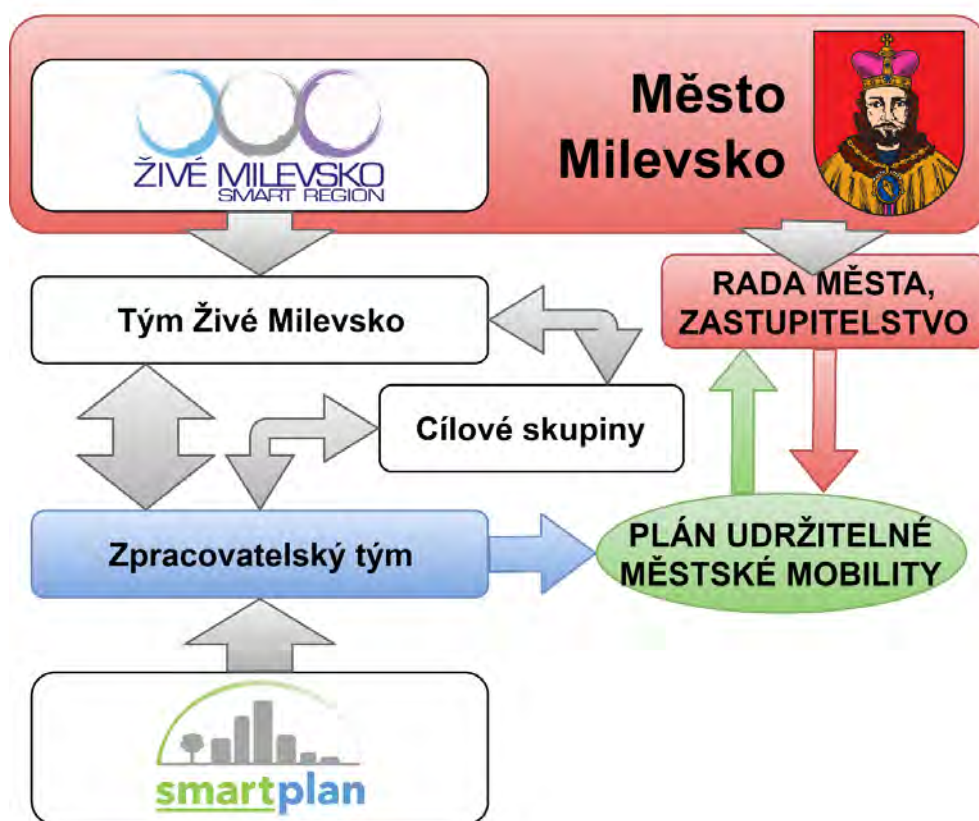 ŽIVÉ MILEVSKO
SMART REGION
Město
Milevsko
Tým Živé Milevsko
RADA MĚSTA,
ZASTUPITELSTVO
Cílové skupiny
Zpracovatelský tým
PLÁN UDRŽITELNÉ
MĚSTSKÉ MOBILITY
smartplan